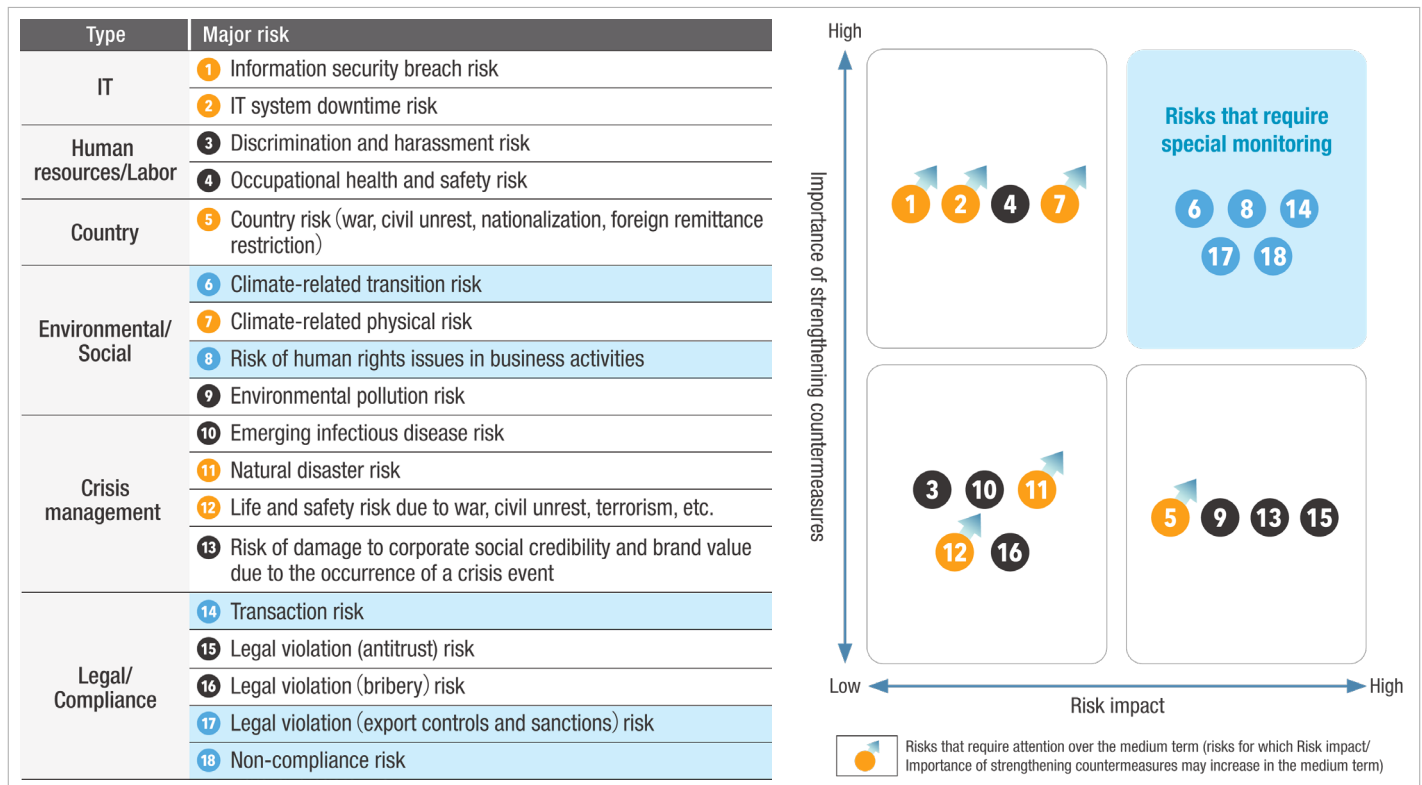 Type Major risk
IT
1 Information security breach risk
2 IT system downtime risk
Human
resources/Labor
3 Discrimination and harassment risk
4 Occupational health and safety risk
Country
5 Country risk (war, civil unrest, nationalization, foreign remittance
restriction)
Environmental/
Social
6 Climate-related transition risk
7 Climate-related physical risk
8 Risk of human rights issues in business activities
9 Environmental pollution risk
Crisis
management
10 Emerging infectious disease risk
11 Natural disaster risk
12 Life and safety risk due to war, civil unrest, terrorism, etc.
13 Risk of damage to corporate social credibility and brand value
due to the occurrence of a crisis event
Legal/
Compliance
14 Transaction risk
15 Legal violation (antitrust) risk
16 Legal violation (bribery) risk
17 Legal violation (export controls and sanctions) risk
18 Non-compliance risk
High
Importance of strengthening countermeasures
1 2 4 7
Risks that require
special monitoring
6 8 14
17 18
3 10 11
12 16
5 9 13 15
Low
High
Risk impact
Risks that require attention over the medium term (risks for which Risk impact/
Importance of strengthening countermeasures may increase in the medium term)